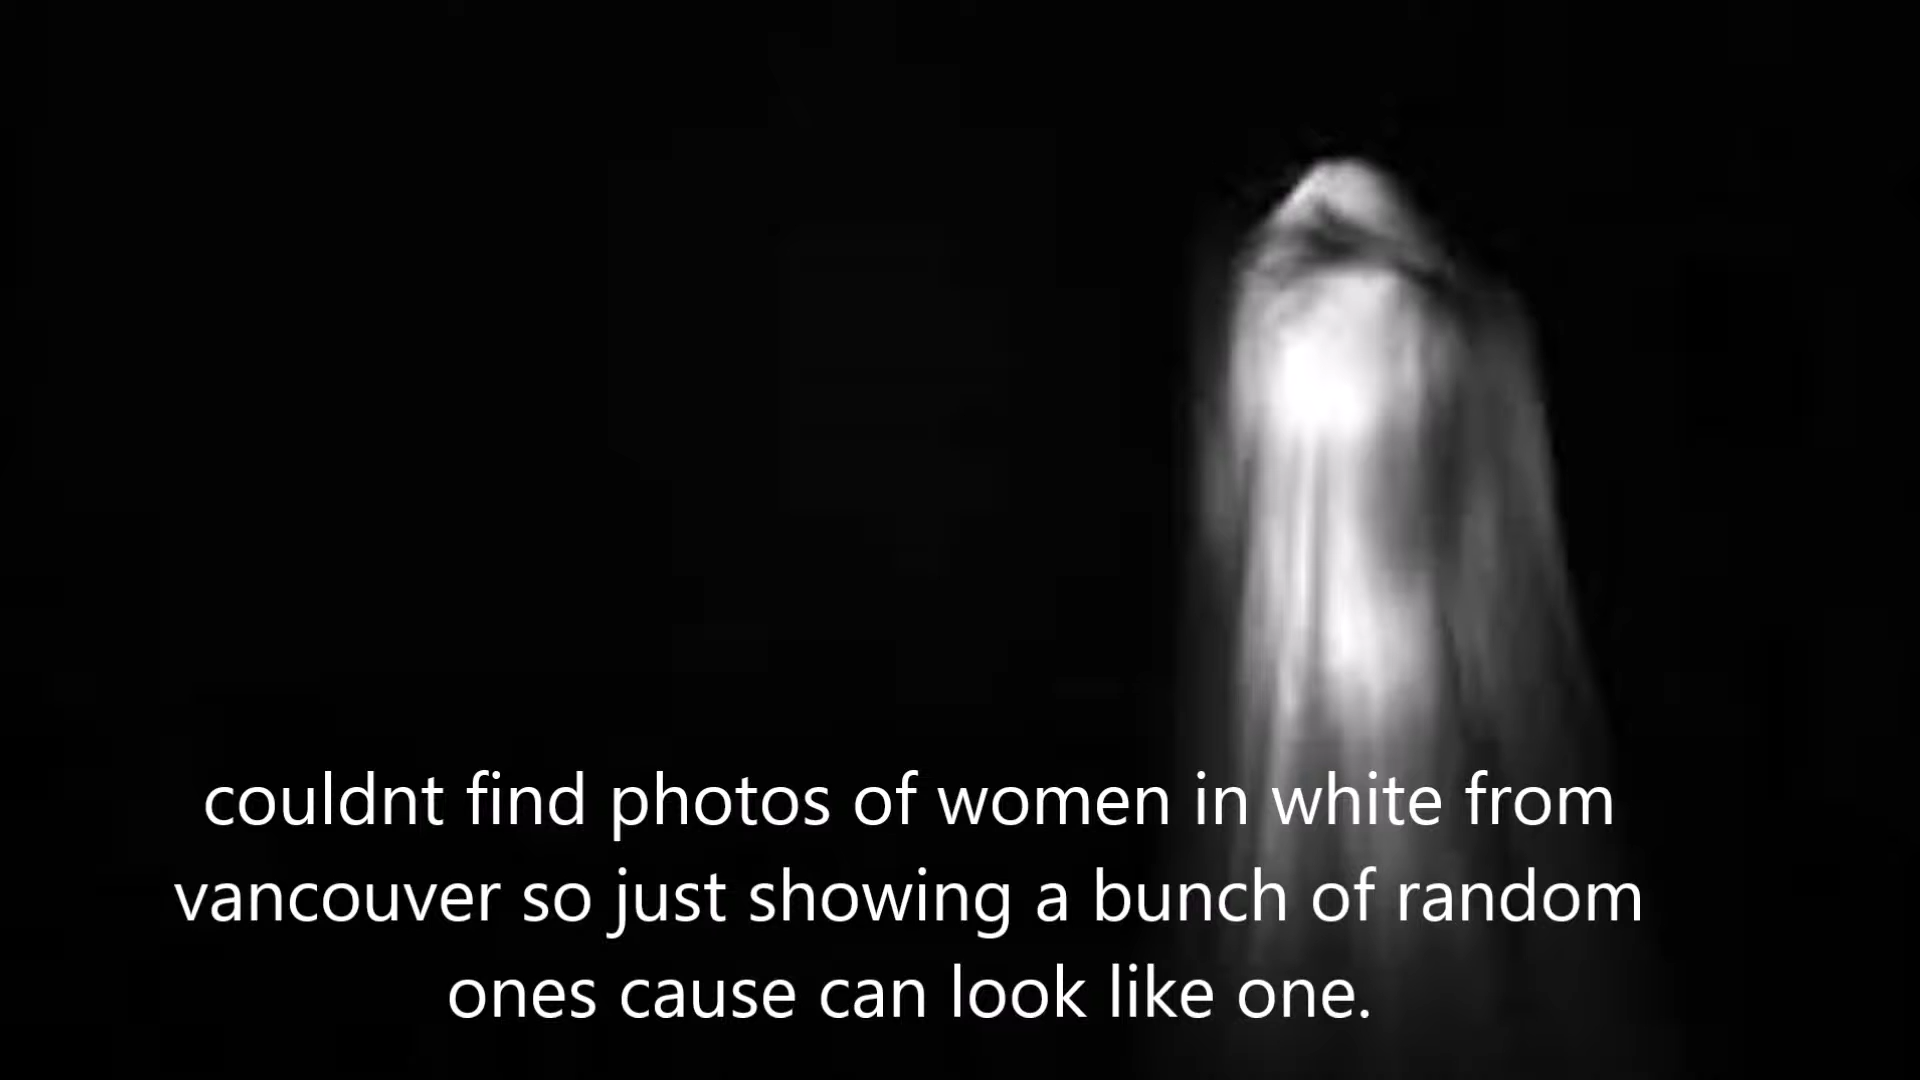 couldnt find photos of women in white from
vancouver so just showing a bunch of random
ones cause can look like one.